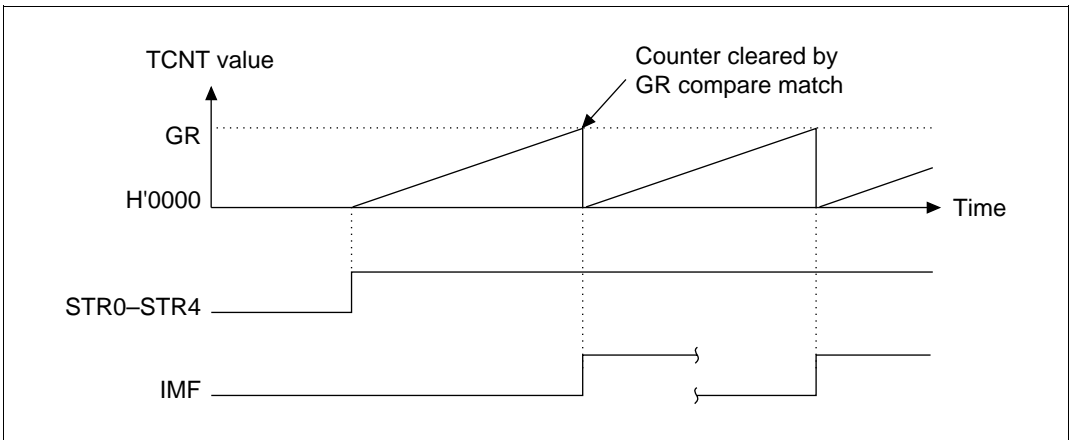 TCNT value
Counter cleared by
GR compare match
GR
H'0000
Time
STR0–STR4
IMF